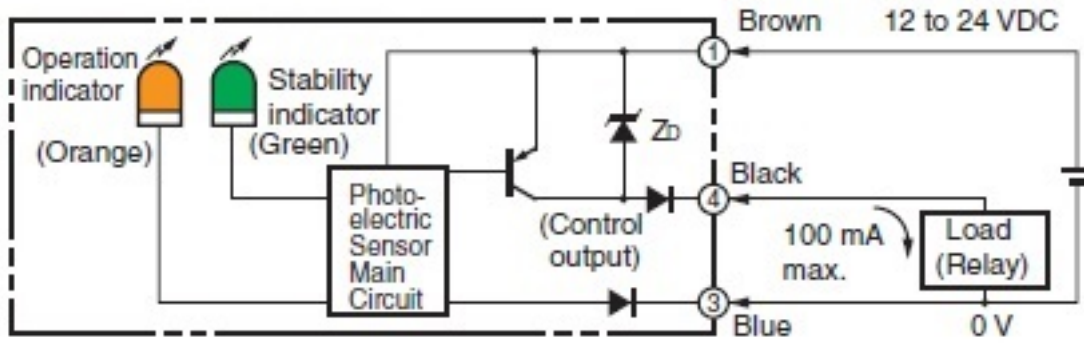 Operation
indicator
(Orange)
Stability
indicator
(Green)
Photo-
electric
Sensor
Main
Circuit
ZD
(Control
output)
1
4
3
Brown
12 to 24 VDC
Black
100 mA
max.
Load
(Relay)
Blue
0 V